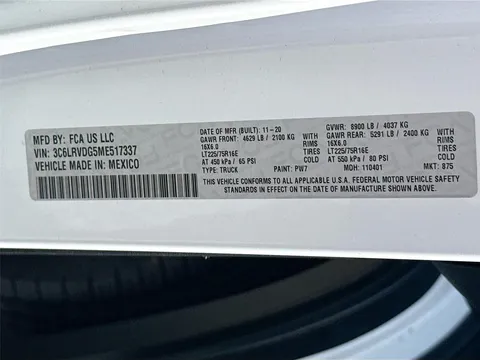 MFD BY: FCA US LLC
VIN: 3C6LRVDG5ME517337
VEHICLE MADE IN: MEXICO
DATE OF MFR (BUILT): 11-20 GVWR: 8900 LB / 4037 KG
GAWR FRONT: 4629 LB / 2100 KG WITH GAWR REAR: 5291 LB / 2400 KG WITH
16X6.0 RIMS 16X6.0 RIMS
LT225/75R16E TIRES LT225/75R16E TIRES
AT 450 kPa / 65 PSI COLD AT 550 kPa / 80 PSI COLD
TYPE: TRUCK PAINT: PW7 MDH: 110401 MKT: 875
THIS VEHICLE CONFORMS TO ALL APPLICABLE U.S.A. FEDERAL MOTOR VEHICLE SAFETY
STANDARDS IN EFFECT ON THE DATE OF MANUFACTURE SHOWN ABOVE.